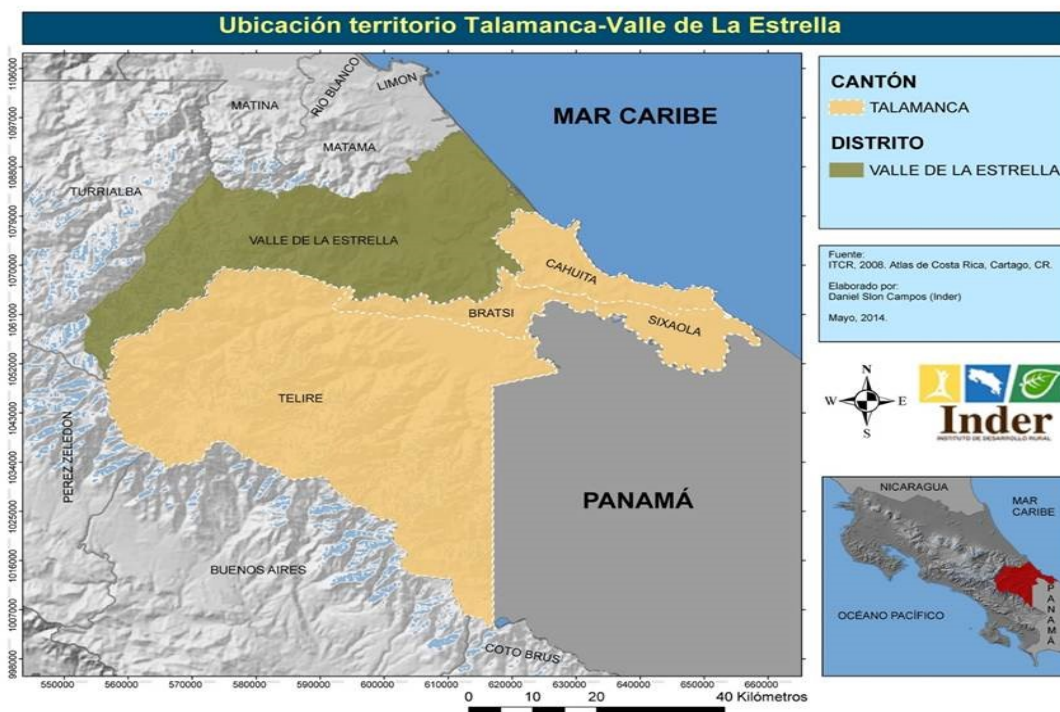 Ubicación territorio Talamanca-Valle de La Estrella
MATINA
RIO BLANCO
LIMON
MATAMA
MAR CARIBE
TURRIALBA
VALLE DE LA ESTRELLA
CAHUITA
BRATSI
SIXAOLA
TELIRE
PEREZ ZELEDON
PANAMÁ
BUENOS AIRES
COTO BRUS
1106000
1097000
1088000
1079000
1070000
1061000
1052000
1043000
1034000
1025000
1016000
1007000
998000
550000 560000 570000 580000 590000 600000 610000 620000 630000 640000 650000 660000
0 10 20 40 Kilómetros
CANTÓN
TALAMANCA
DISTRITO
VALLE DE LA ESTRELLA
Fuente:
ITCR, 2008. Atlas de Costa Rica, Cartago, CR.
Elaborado por:
Daniel Slon Campos (Inder)
Mayo, 2014.
N
W E
S
Inder
INSTITUTO DE DESARROLLO RURAL
NICARAGUA
MAR
CARIBE
OCÉANO PACÍFICO
PANAMÁ